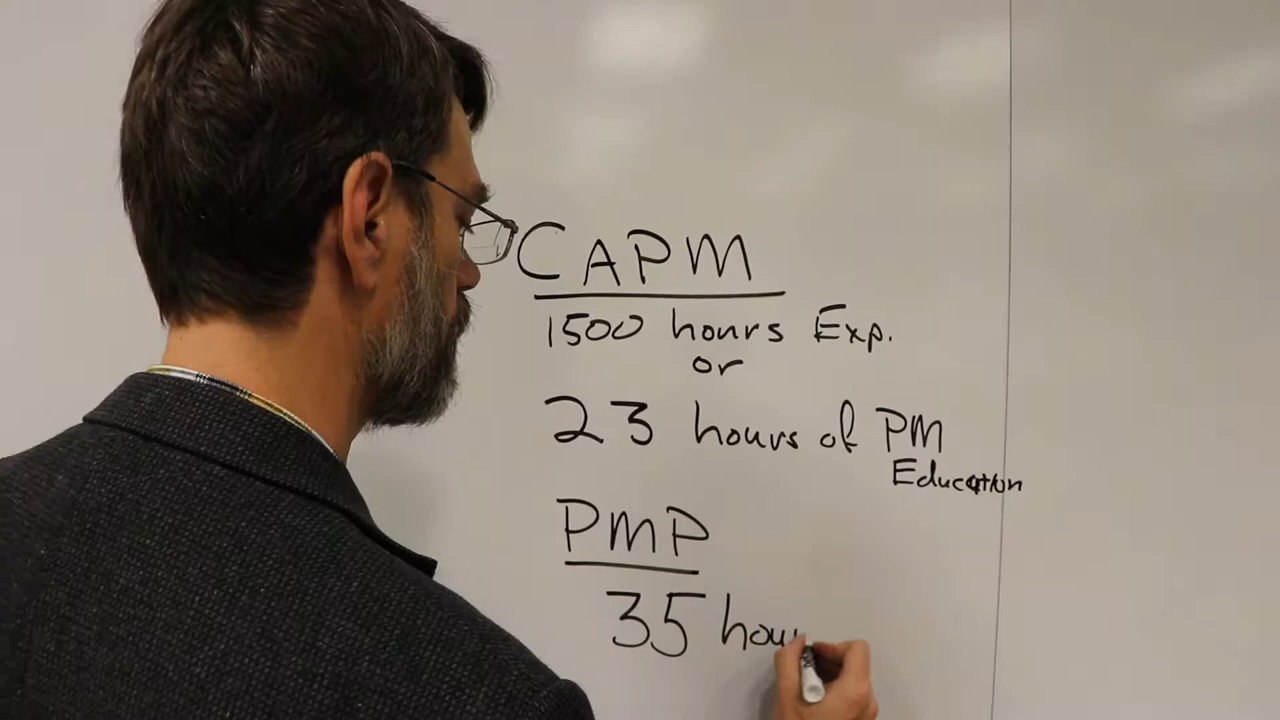 CAPM
1500 hours Exp.
or
23 hours of PM
Education
PMP
35 hou